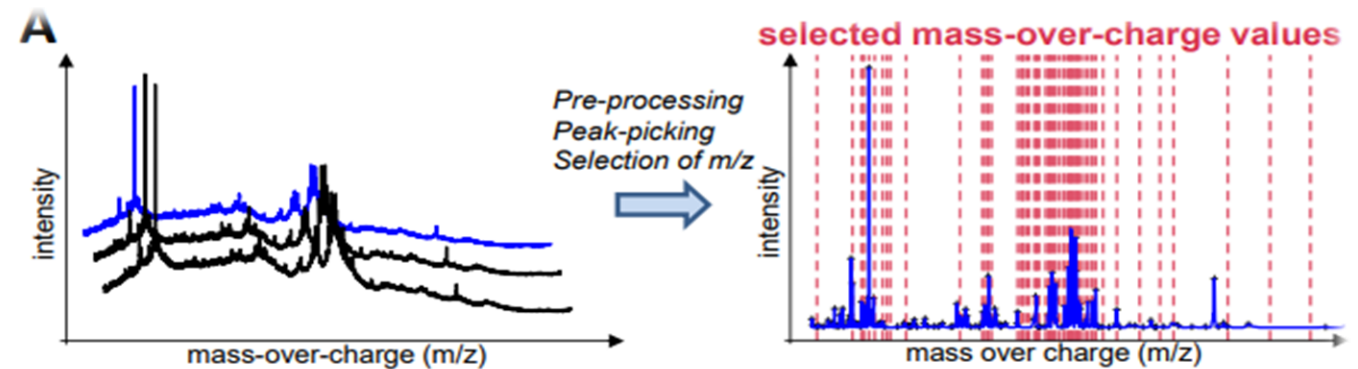 A
intensity
mass-over-charge (m/z)
Pre-processing
Peak-picking
Selection of m/z
selected mass-over-charge values
intensity
mass over charge (m/z)